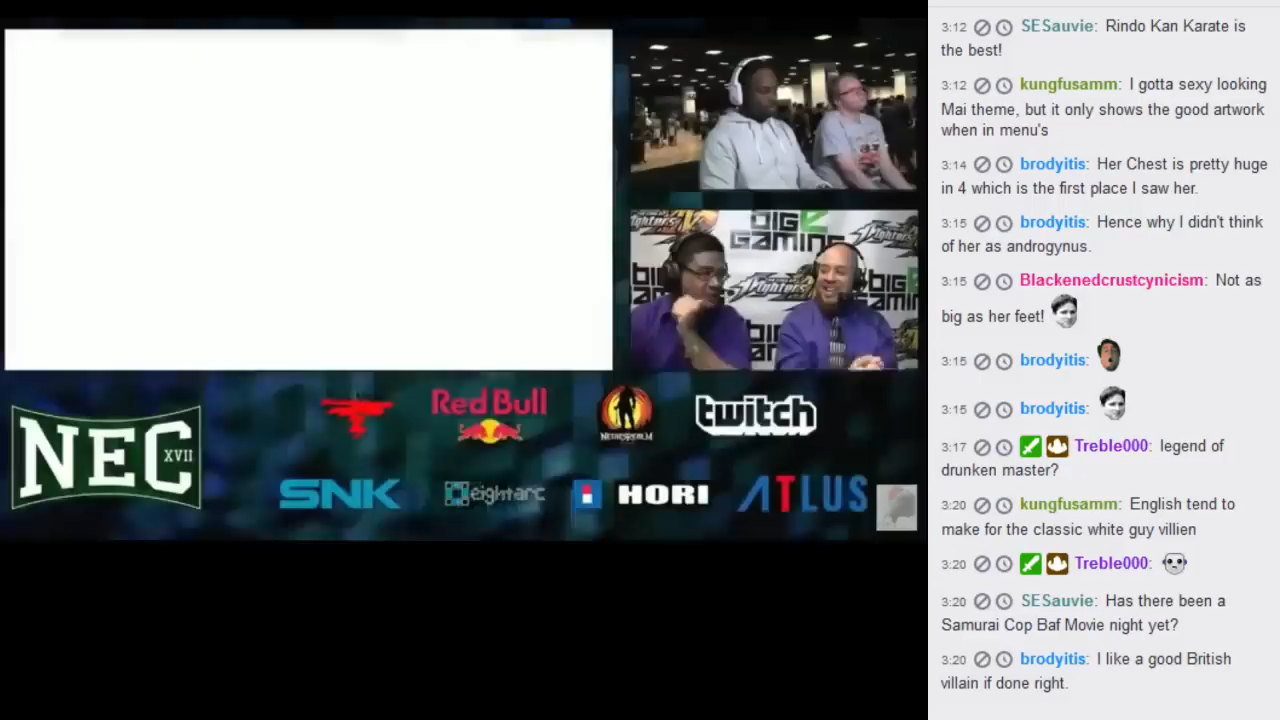 BIG E
GAMING
Fighters
BIG
GAMIN
NEC XVII
Red Bull
NETHERREALM
twitch
SNK
eightarc
HORI
ATLUS
3:12 SESauvie: Rindo Kan Karate is
the best!
3:12 kungfusamm: I gotta sexy looking
Mai theme, but it only shows the good artwork
when in menu's
3:14 brodyitis: Her Chest is pretty huge
in 4 which is the first place I saw her.
3:15 brodyitis: Hence why I didn't think
of her as androgynus.
3:15 Blackenedcrustcynicism: Not as
big as her feet!
3:15 brodyitis:
3:15 brodyitis:
3:17 Treble000: legend of
drunken master?
3:20 kungfusamm: English tend to
make for the classic white guy villien
3:20 Treble000:
3:20 SESauvie: Has there been a
Samurai Cop Baf Movie night yet?
3:20 brodyitis: I like a good British
villain if done right.